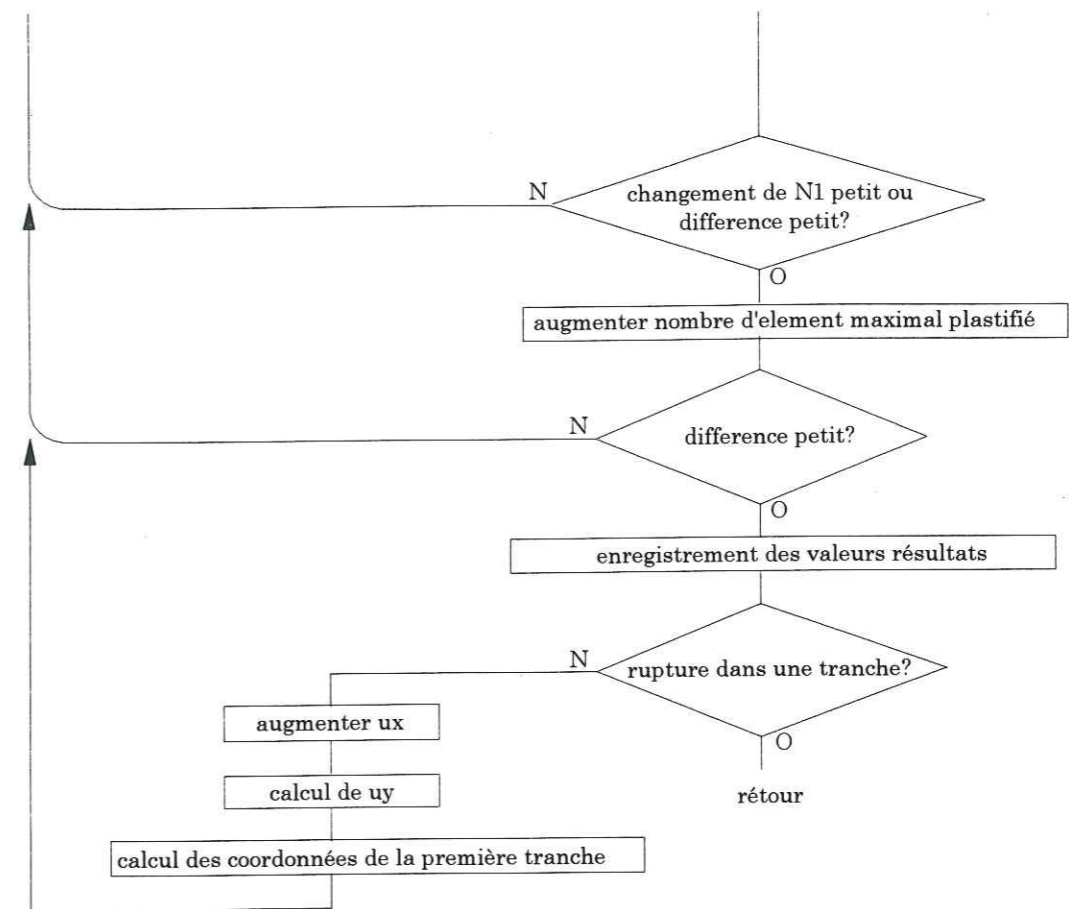 N
changement de N1 petit ou
difference petit?
O
augmenter nombre d'element maximal plastifié
N
difference petit?
O
enregistrement des valeurs résultats
N
rupture dans une tranche?
augmenter ux
O
calcul de uy
rétour
calcul des coordonnées de la première tranche